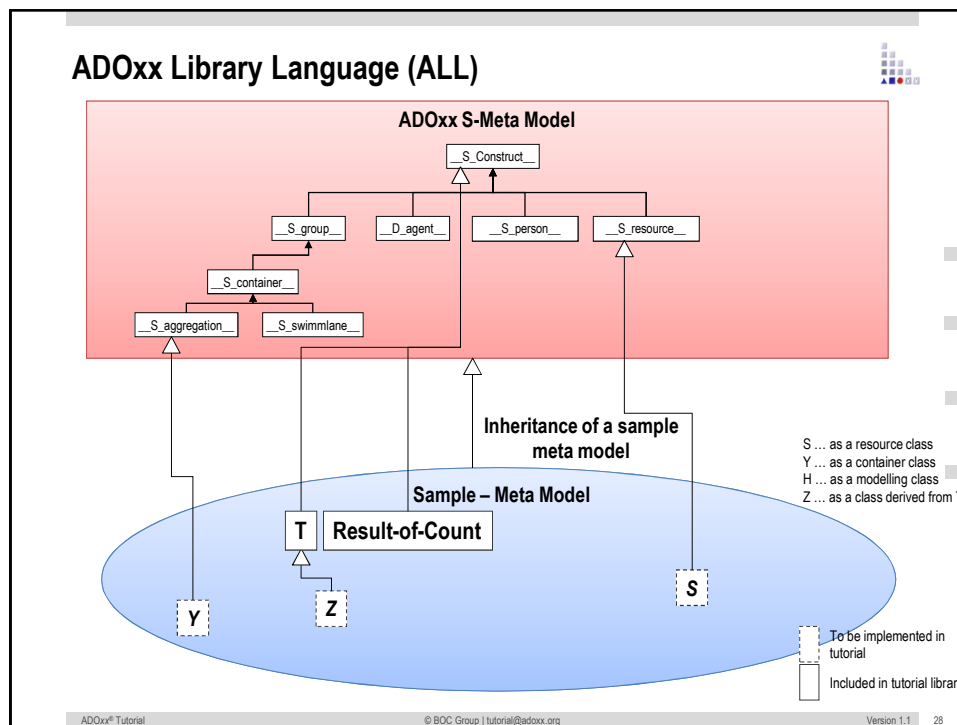 ADOxx Library Language (ALL)
ADOxx S-Meta Model
__S_Construct__
__S_group__
__D_agent__
__S_person__
__S_resource__
__S_container__
__S_aggregation__
__S_swimmlane__
Inheritance of a sample
meta model
S ... as a resource class
Y ... as a container class
H ... as a modelling class
Z ... as a class derived from
Sample – Meta Model
T
Result-of-Count
Y
Z
S
To be implemented in
tutorial
Included in tutorial librar
ADOxx® Tutorial
© BOC Group | tutorial@adoxx.org
Version 1.1
28